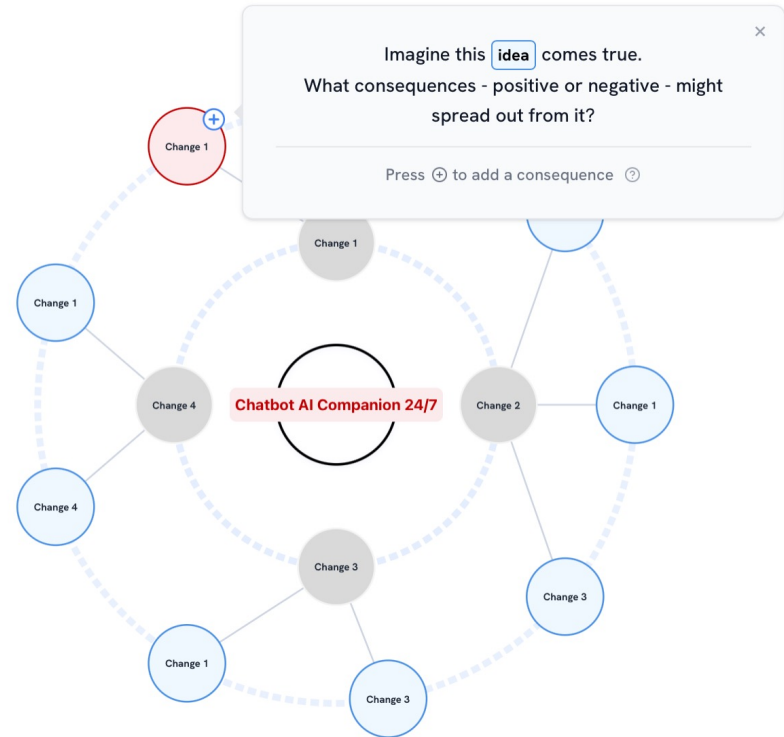 Imagine this idea comes true.
What consequences - positive or negative - might
spread out from it?
Press + to add a consequence ?
Change 1
Change 1
Change 1
Change 4
Chatbot AI Companion 24/7
Change 2
Change 1
Change 4
Change 3
Change 3
Change 1
Change 3